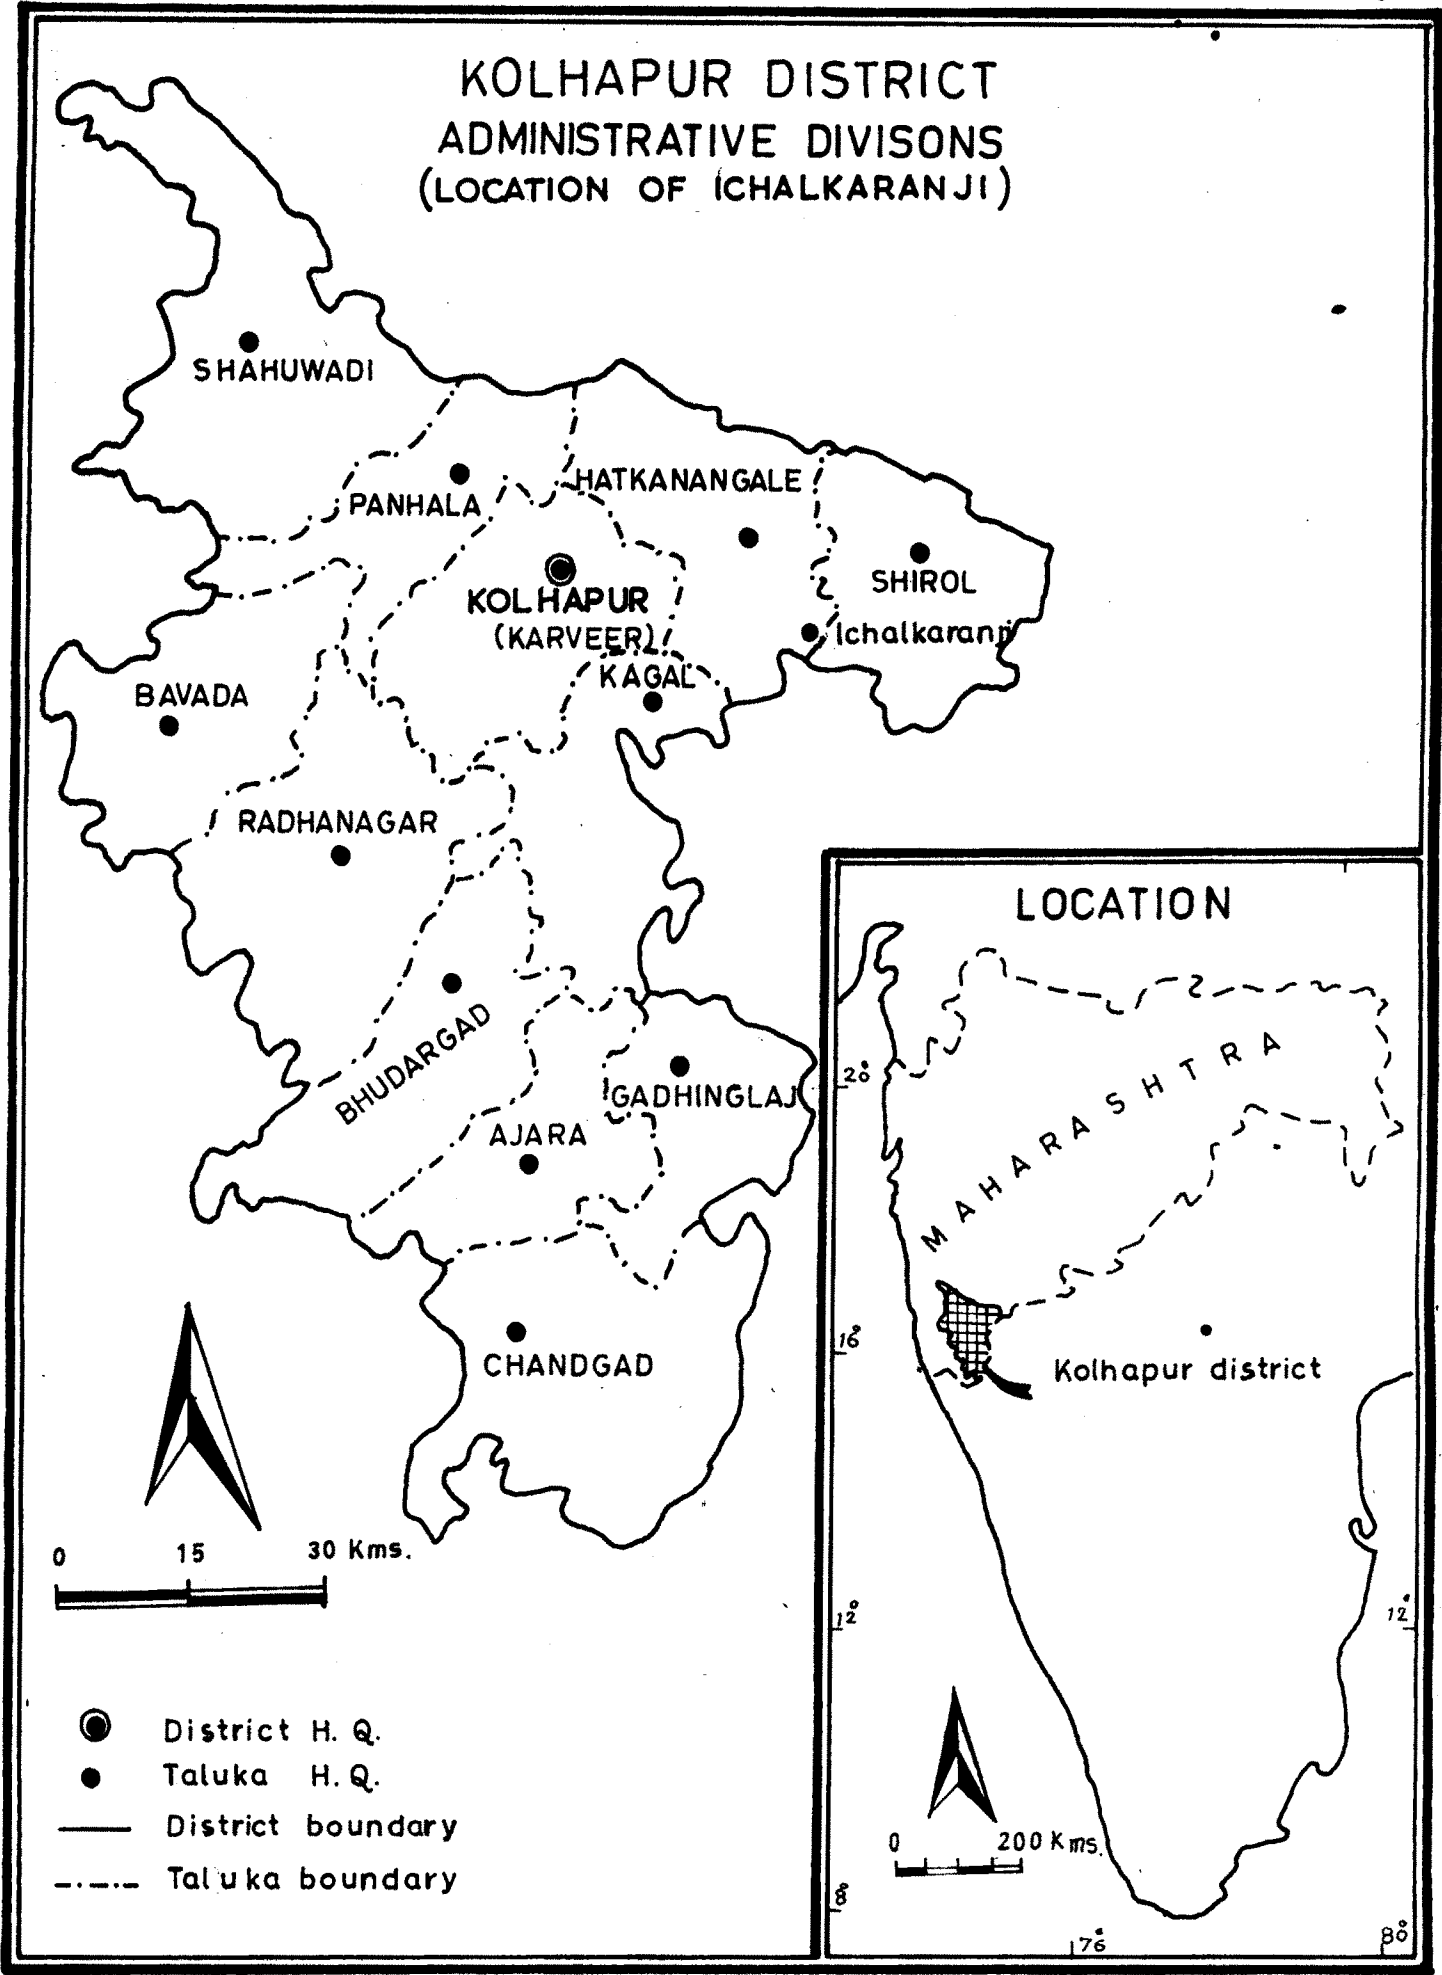 KOLHAPUR DISTRICT
ADMINISTRATIVE DIVISONS
(LOCATION OF ICHALKARANJI)
SHAHUWADI
PANHALA
HATKANANGALE
SHIROL
KOLHAPUR
(KARVEER)
Ichalkaranji
KAGAL
BAVADA
RADHANAGAR
BHUDARGAD
GADHINGLAJ
AJARA
CHANDGAD
0 15 30 Kms.
District H. Q.
Taluka H. Q.
District boundary
Taluka boundary
LOCATION
MAHARASHTRA
20°
16°
Kolhapur district
12°
12°
0 200 Kms.
8°
76°
80°